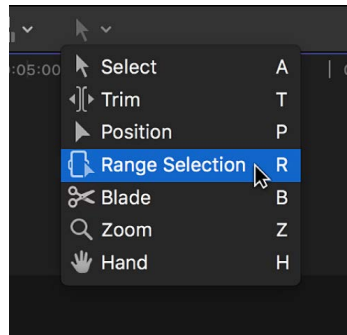 :05:00
Select A
Trim T
Position P
Range Selection R
Blade B
Zoom Z
Hand H